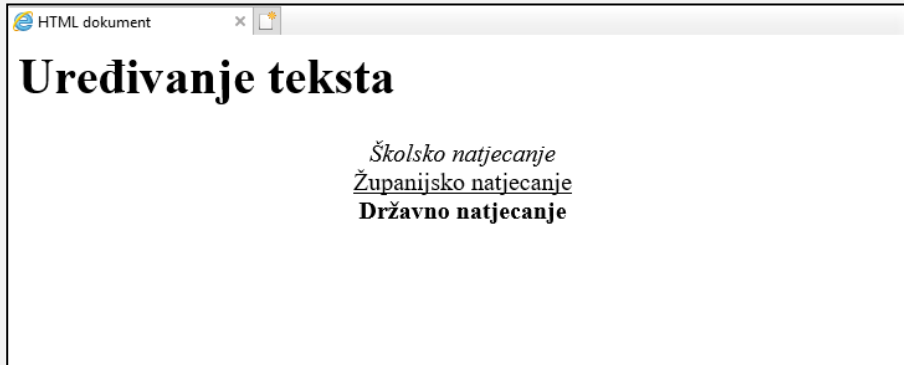 HTML dokument
Uređivanje teksta
Školsko natjecanje
Županijsko natjecanje
Državno natjecanje